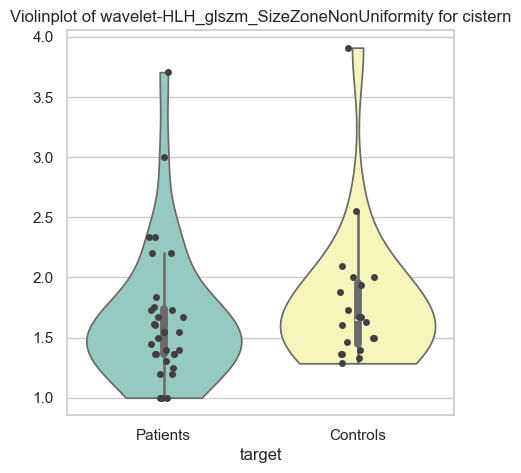 Violinplot of wavelet-HLH_glszm_SizeZoneNonUniformity for cistern
4.0
3.5
3.0
2.5
2.0
1.5
1.0
Patients
Controls
target